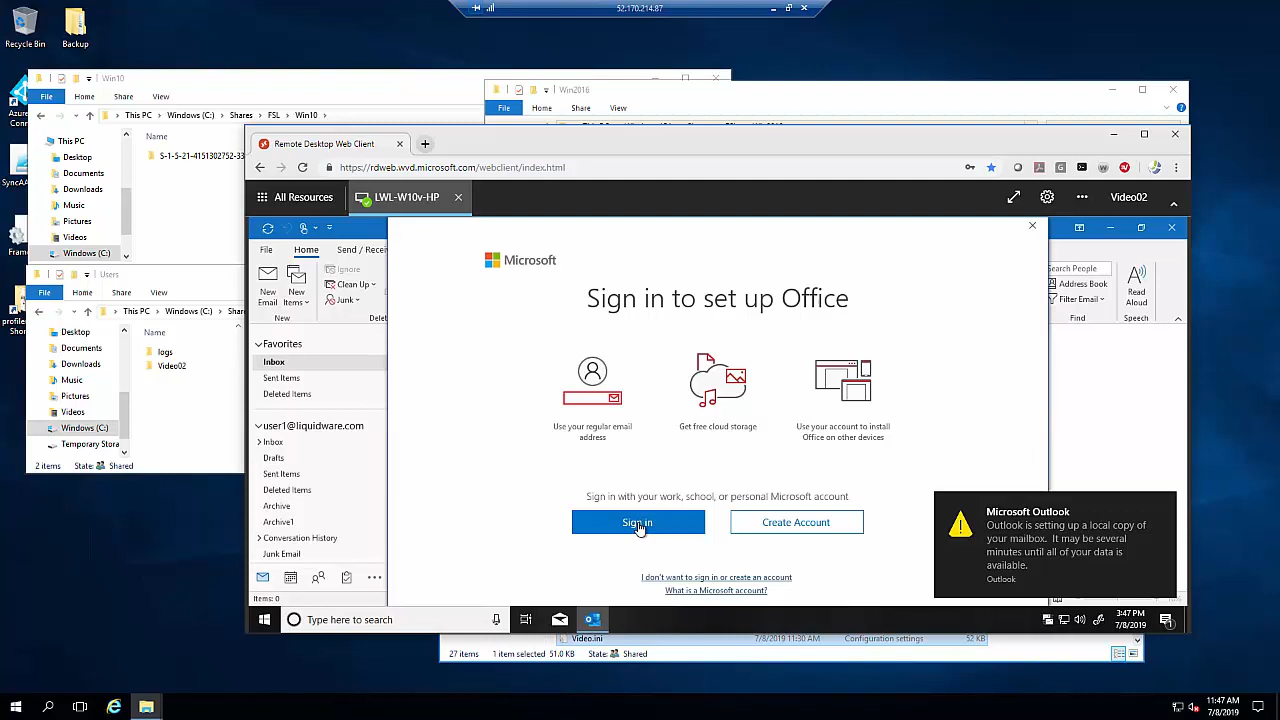 52.170.214.87
Recycle Bin
Backup
Win10
File Home Share View
This PC > Windows (C:) > Shares > FSL > Win10 >
This PC
Desktop
Documents
Downloads
Music
Pictures
Videos
Windows (C:)
Name
S-1-5-21-4151302752-33
Win2016
File Home Share View
Users
File Home Share View
This PC > Windows (C:) >
Desktop
Documents
Downloads
Music
Pictures
Videos
Windows (C:)
Temporary Stora
Name
logs
Video02
2 items State: Shared
Remote Desktop Web Client
https://rdweb.wvd.microsoft.com/webclient/index.html
All Resources
LWL-W10v-HP
Video02
File Home Send / Recei
New Email
New Items
Ignore
Clean Up
Junk
New
Delet
Search People
Address Book
Filter Email
Find
Read Aloud
Speech
Favorites
Inbox
Sent Items
Deleted Items
user1@liquidware.com
Inbox
Drafts
Sent Items
Deleted Items
Archive
Archive1
Conversation History
Junk Email
Items: 0
Microsoft
Sign in to set up Office
Use your regular email
address
Get free cloud storage
Use your account to install
Office on other devices
Sign in with your work, school, or personal Microsoft account
Sign in
Create Account
I don't want to sign in or create an account
What is a Microsoft account?
Microsoft Outlook
Outlook is setting up a local copy of
your mailbox. It may be several
minutes until all of your data is
available.
Outlook
Type here to search
3:47 PM
7/8/2019
Video.ini 7/8/2019 11:30 AM Configuration settings 52 KB
27 items 1 item selected 51.0 KB State: Shared
11:47 AM
7/8/2019